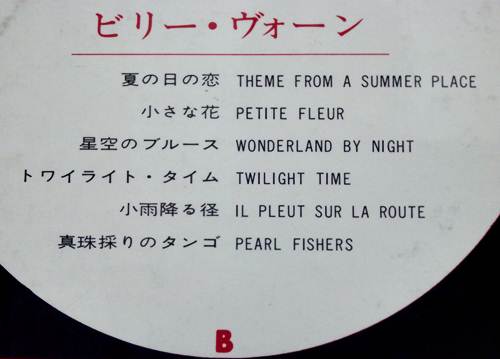 ビリー・ヴォーン
夏の日の恋 THEME FROM A SUMMER PLACE
小さな花 PETITE FLEUR
星空のブルース WONDERLAND BY NIGHT
トワイライト・タイム TWILIGHT TIME
小雨降る径 IL PLEUT SUR LA ROUTE
真珠採りのタンゴ PEARL FISHERS
B